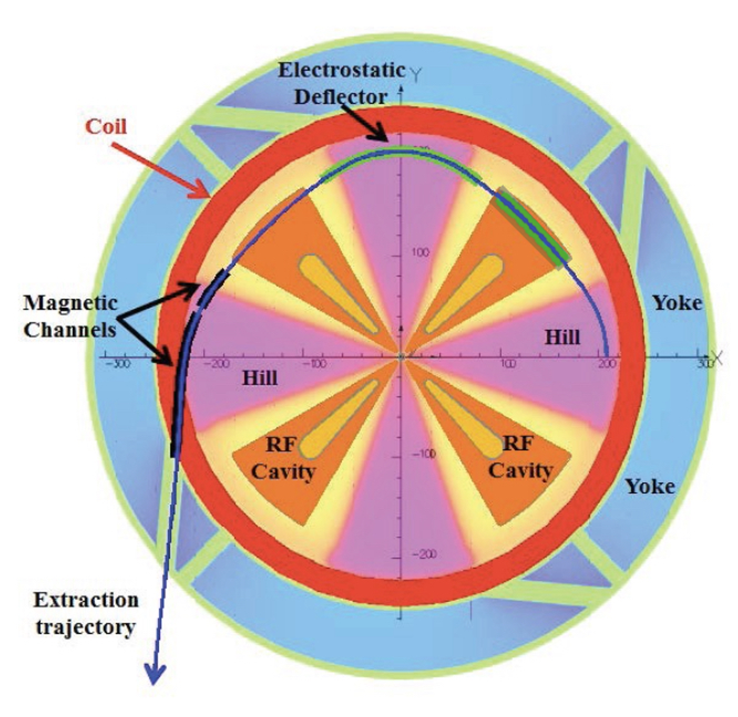 Electrostatic
Deflector
Y
Coil
100
Magnetic
Channels
Yoke
Hill
-300
-200
-100
100
300
X
Hill
RF
Cavity
RF
Cavity
-100
Yoke
-200
Extraction
trajectory